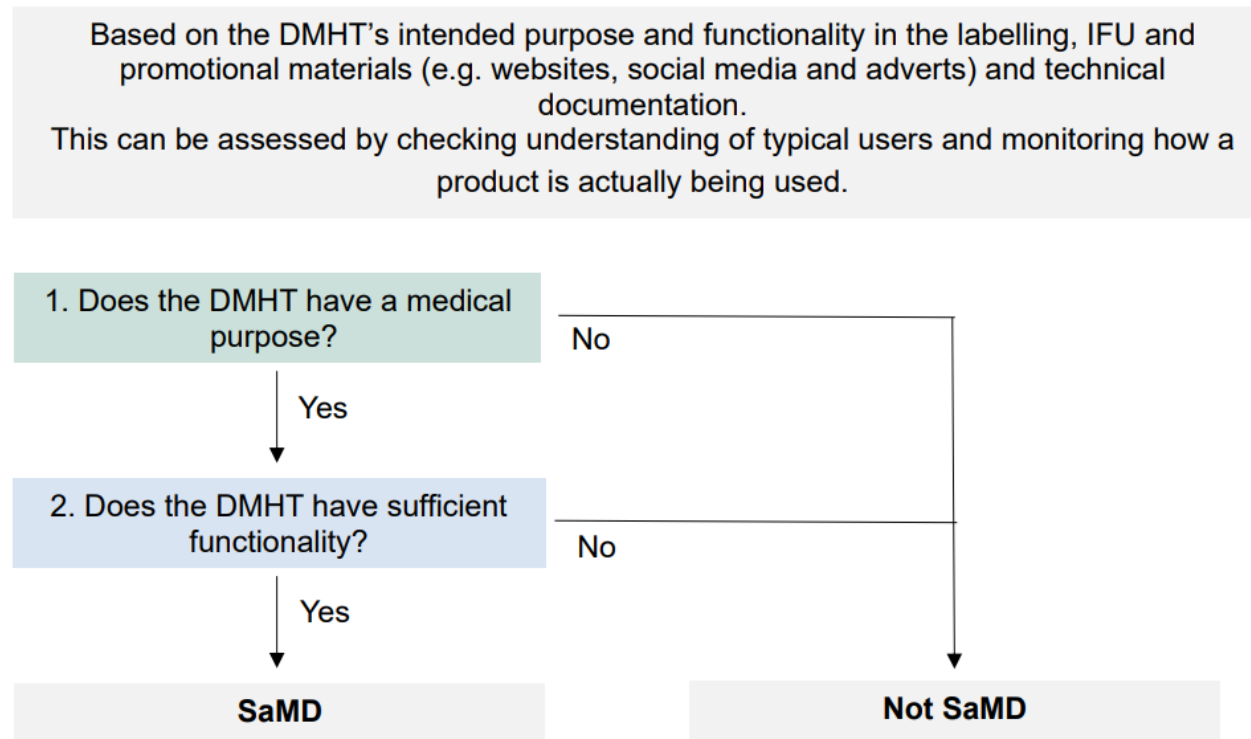 Based on the DMHT’s intended purpose and functionality in the labelling, IFU and
promotional materials (e.g. websites, social media and adverts) and technical
documentation.
This can be assessed by checking understanding of typical users and monitoring how a
product is actually being used.
1. Does the DMHT have a medical
purpose?
No
Yes
2. Does the DMHT have sufficient
functionality?
No
Yes
SaMD
Not SaMD